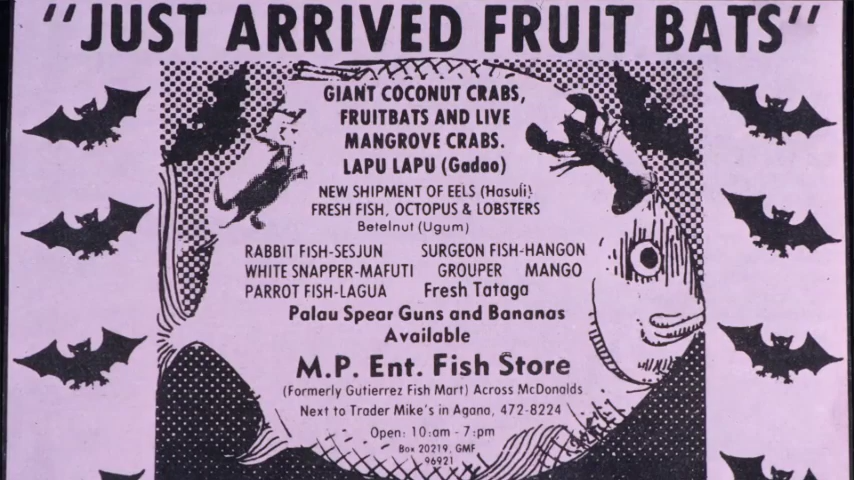 "JUST ARRIVED FRUIT BATS"
GIANT COCONUT CRABS,
FRUITBATS AND LIVE
MANGROVE CRABS.
LAPU LAPU (Gadao)
NEW SHIPMENT OF EELS (Hasuli)
FRESH FISH, OCTOPUS & LOBSTERS
Betelnut (Ugum)
RABBIT FISH-SESJUN SURGEON FISH-HANGON
WHITE SNAPPER-MAFUTI GROUPER MANGO
PARROT FISH-LAGUA Fresh Tataga
Palau Spear Guns and Bananas
Available
M.P. Ent. Fish Store
(Formerly Gutierrez Fish Mart) Across McDonalds
Next to Trader Mike's in Agana, 472-8224
Open: 10:am - 7:pm
Box 20219, GMF
96921